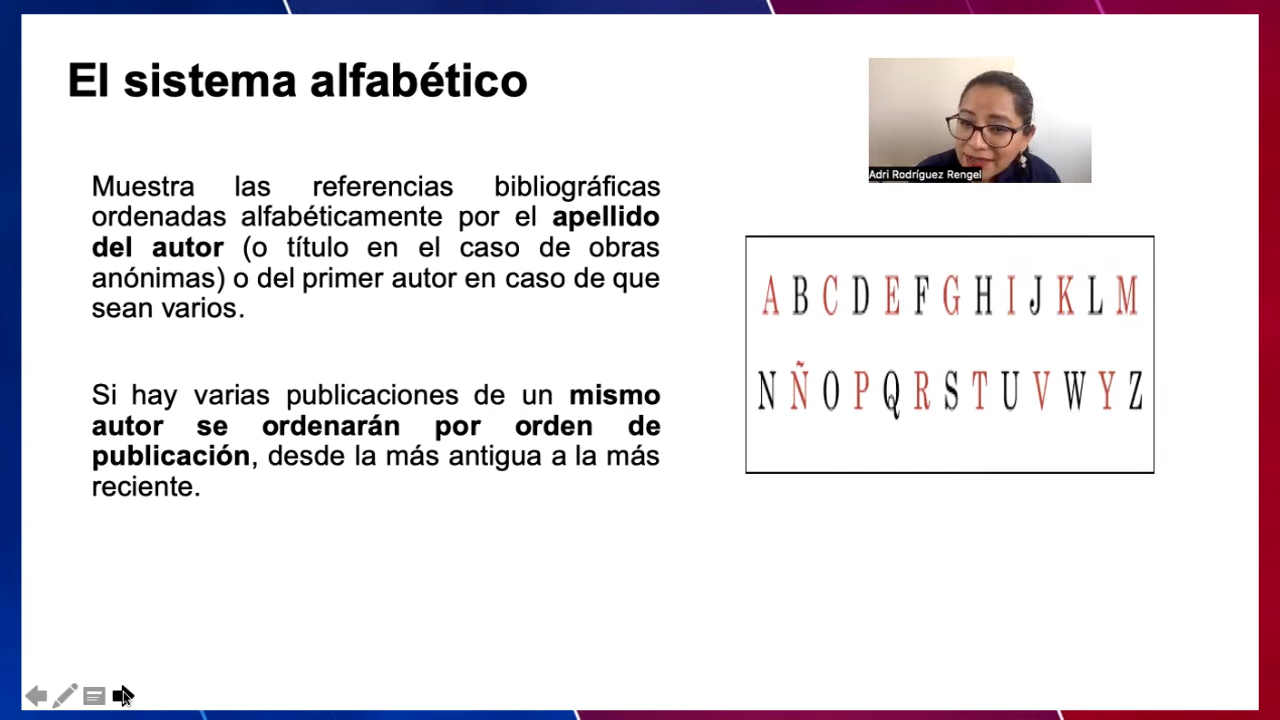 El sistema alfabético
Adri Rodríguez Rengel
Muestra las referencias bibliográficas
ordenadas alfabéticamente por el apellido
del autor (o título en el caso de obras
anónimas) o del primer autor en caso de que
sean varios.
A B C D E F G H I J K L M
N Ñ O P Q R S T U V W Y Z
Si hay varias publicaciones de un mismo
autor se ordenarán por orden de
publicación, desde la más antigua a la más
reciente.